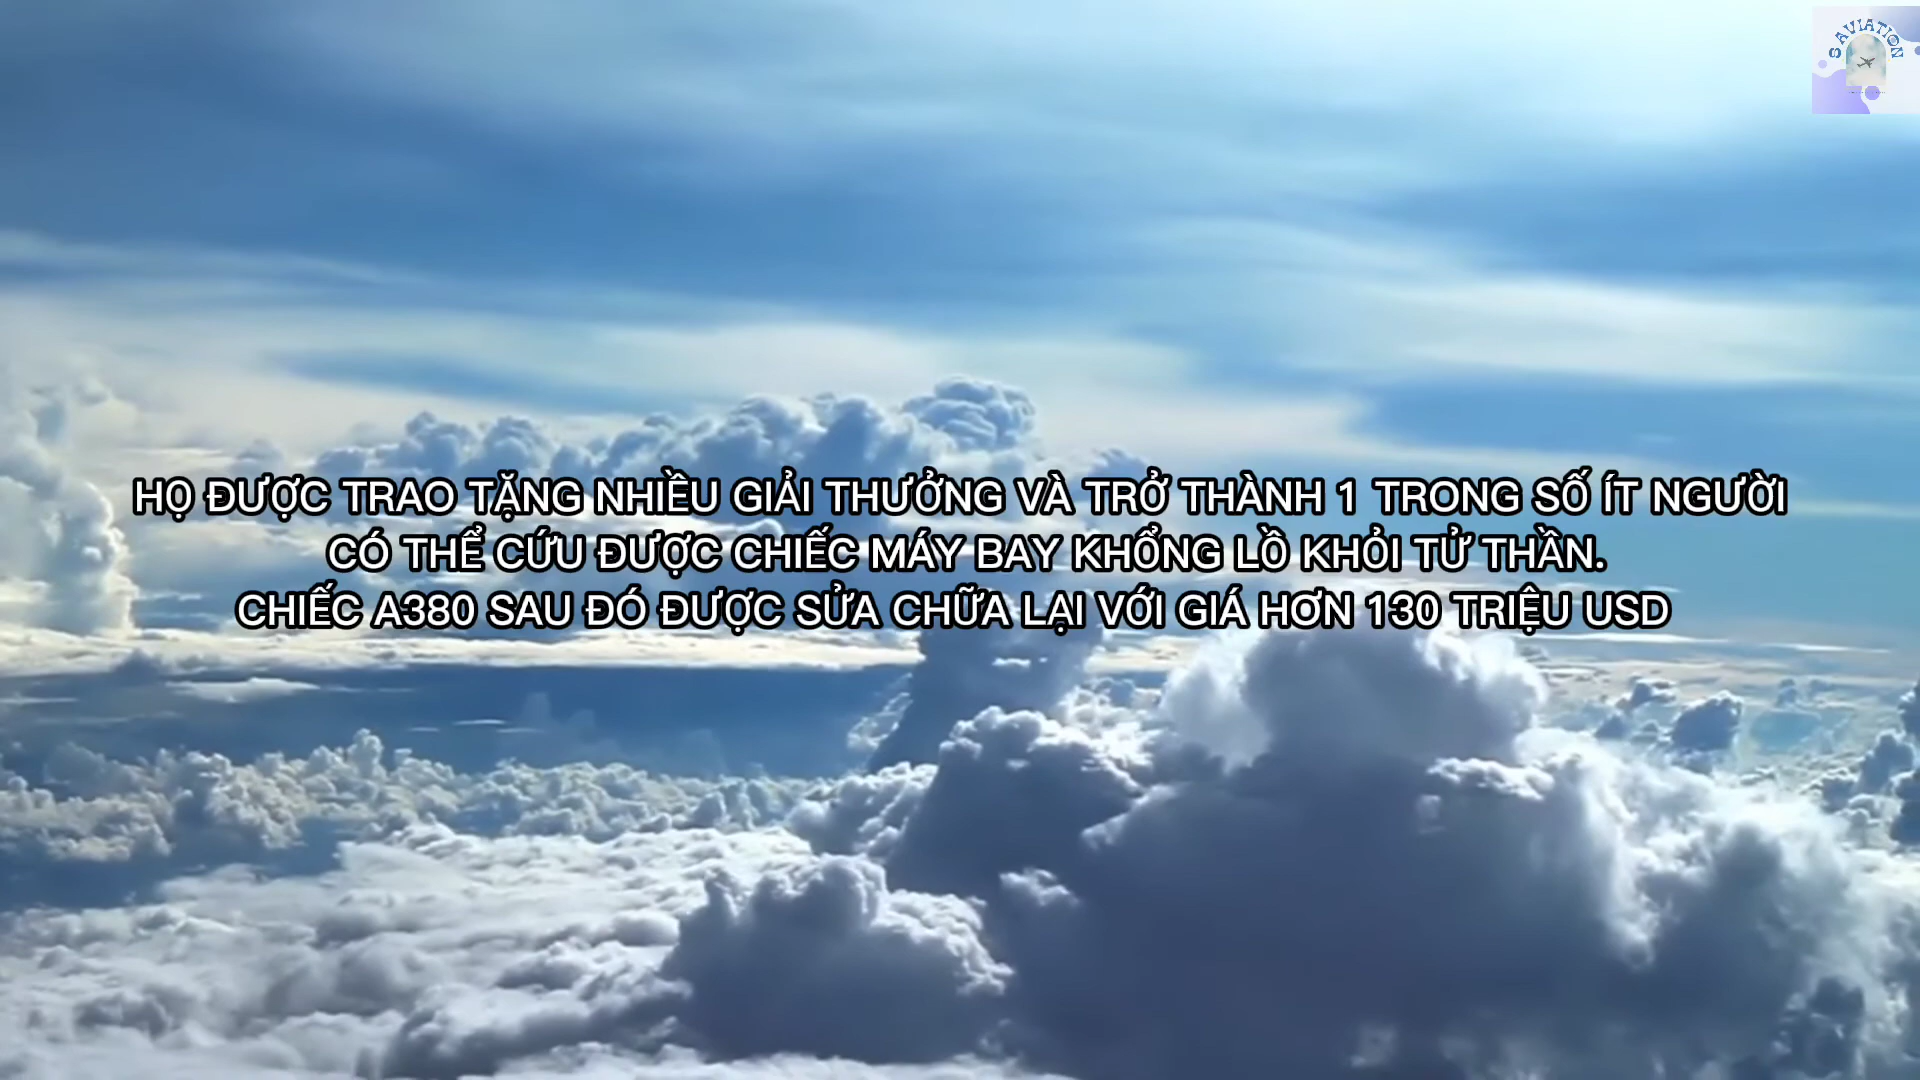 S AVIATION
HỌ ĐƯỢC TRAO TẶNG NHIỀU GIẢI THƯỞNG VÀ TRỞ THÀNH 1 TRONG SỐ ÍT NGƯỜI
CÓ THỂ CỨU ĐƯỢC CHIẾC MÁY BAY KHỔNG LỒ KHỎI TỬ THẦN.
CHIẾC A380 SAU ĐÓ ĐƯỢC SỬA CHỮA LẠI VỚI GIÁ HƠN 130 TRIỆU USD